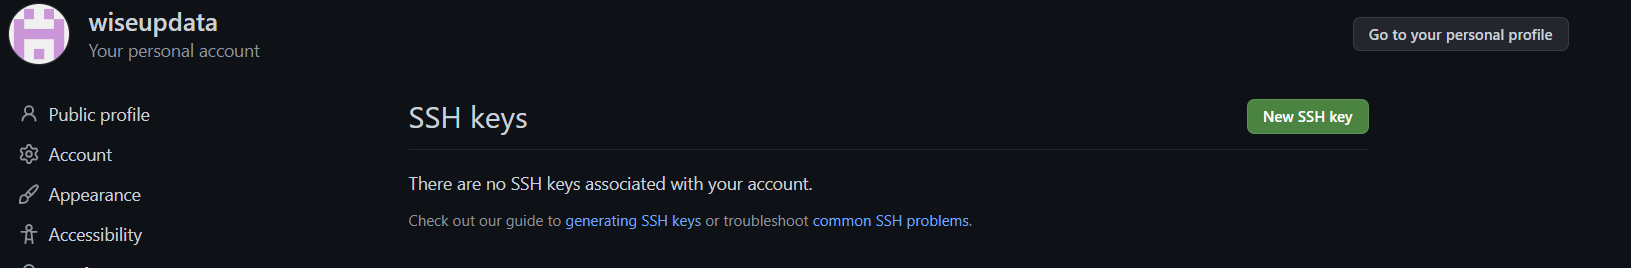 wiseupdata
Your personal account
Go to your personal profile
Public profile
Account
Appearance
Accessibility
SSH keys
New SSH key
There are no SSH keys associated with your account.
Check out our guide to generating SSH keys or troubleshoot common SSH problems.